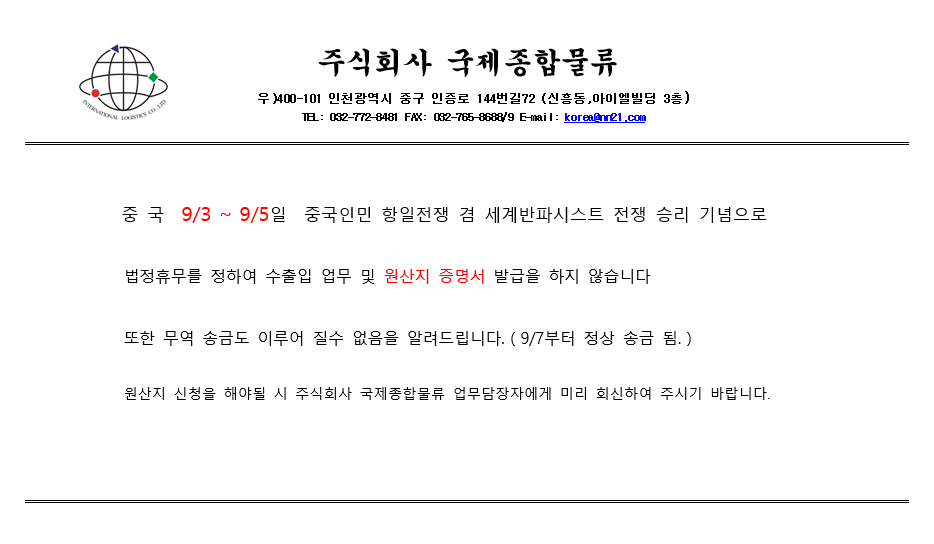 주식회사 국제종합물류
우)400-101 인천광역시 중구 인중로 144번길72 (신흥동,아이엘빌딩 3층)
TEL: 032-772-8481 FAX: 032-765-8688/9 E-mail: korea@nn21.com
INTERNATIONAL LOGISTICS CO., LTD
중 국 9/3 ~ 9/5일 중국인민 항일전쟁 겸 세계반파시스트 전쟁 승리 기념으로
법정휴무를 정하여 수출입 업무 및 원산지 증명서 발급을 하지 않습니다
또한 무역 송금도 이루어 질수 없음을 알려드립니다. ( 9/7부터 정상 송금 됨. )
원산지 신청을 해야될 시 주식회사 국제종합물류 업무담장자에게 미리 회신하여 주시기 바랍니다.